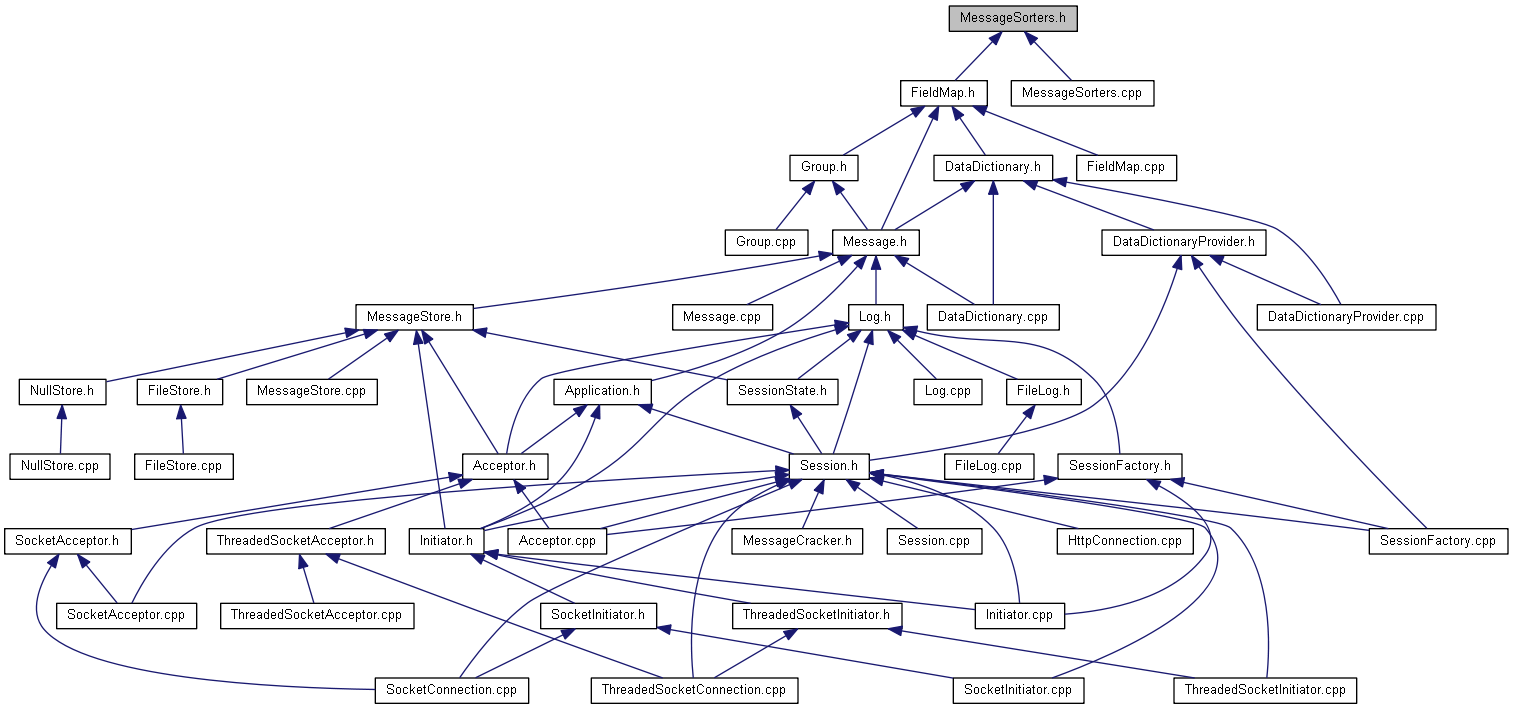 MessageSorters.h
FieldMap.h
MessageSorters.cpp
Group.h
DataDictionary.h
FieldMap.cpp
Group.cpp
Message.h
DataDictionaryProvider.h
MessageStore.h
Message.cpp
Log.h
DataDictionary.cpp
DataDictionaryProvider.cpp
NullStore.h
FileStore.h
MessageStore.cpp
Application.h
SessionState.h
Log.cpp
FileLog.h
NullStore.cpp
FileStore.cpp
Acceptor.h
Session.h
FileLog.cpp
SessionFactory.h
SocketAcceptor.h
ThreadedSocketAcceptor.h
Initiator.h
Acceptor.cpp
MessageCracker.h
Session.cpp
HttpConnection.cpp
SessionFactory.cpp
SocketAcceptor.cpp
ThreadedSocketAcceptor.cpp
SocketInitiator.h
ThreadedSocketInitiator.h
Initiator.cpp
SocketConnection.cpp
ThreadedSocketConnection.cpp
SocketInitiator.cpp
ThreadedSocketInitiator.cpp